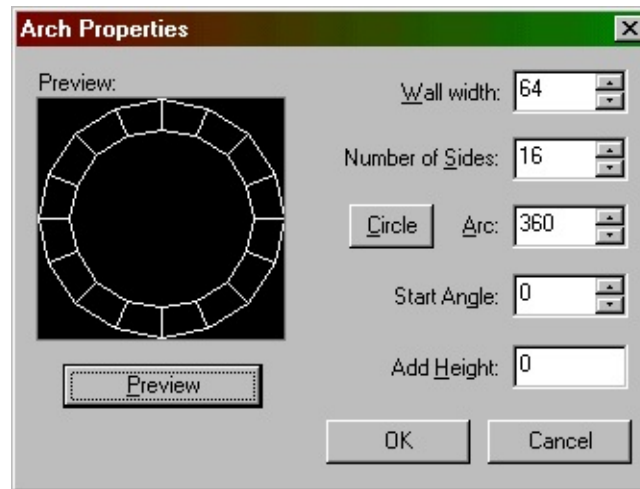 Arch Properties
Preview:
Wall width: 64
Number of Sides: 16
Circle Arc: 360
Start Angle: 0
Add Height: 0
Preview
OK Cancel